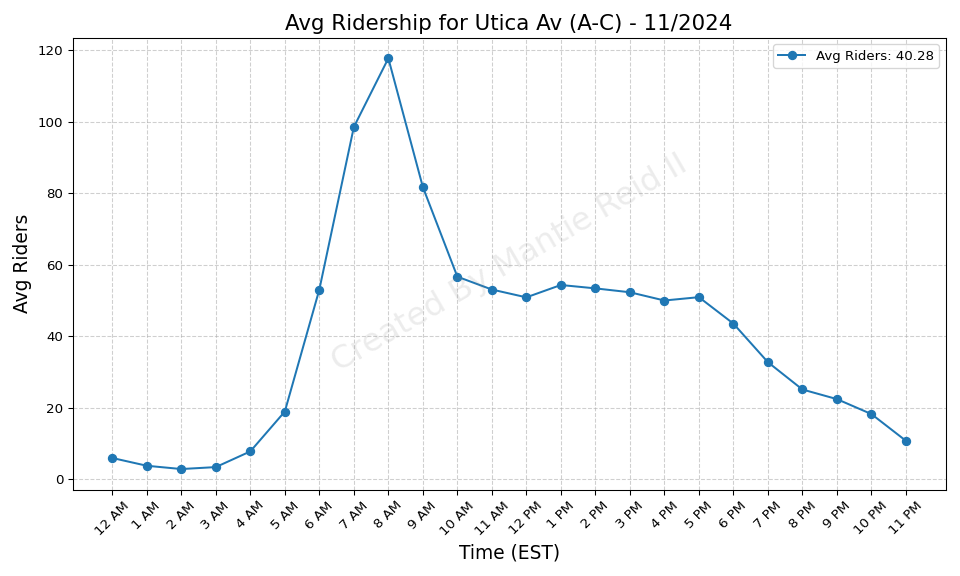 Avg Ridership for Utica Av (A-C) - 11/2024
Avg Riders: 40.28
Avg Riders
120
100
80
60
40
20
0
Created By Mantie Reid II
12 AM
1 AM
2 AM
3 AM
4 AM
5 AM
6 AM
7 AM
8 AM
9 AM
10 AM
11 AM
12 PM
1 PM
2 PM
3 PM
4 PM
5 PM
6 PM
7 PM
8 PM
9 PM
10 PM
11 PM
Time (EST)